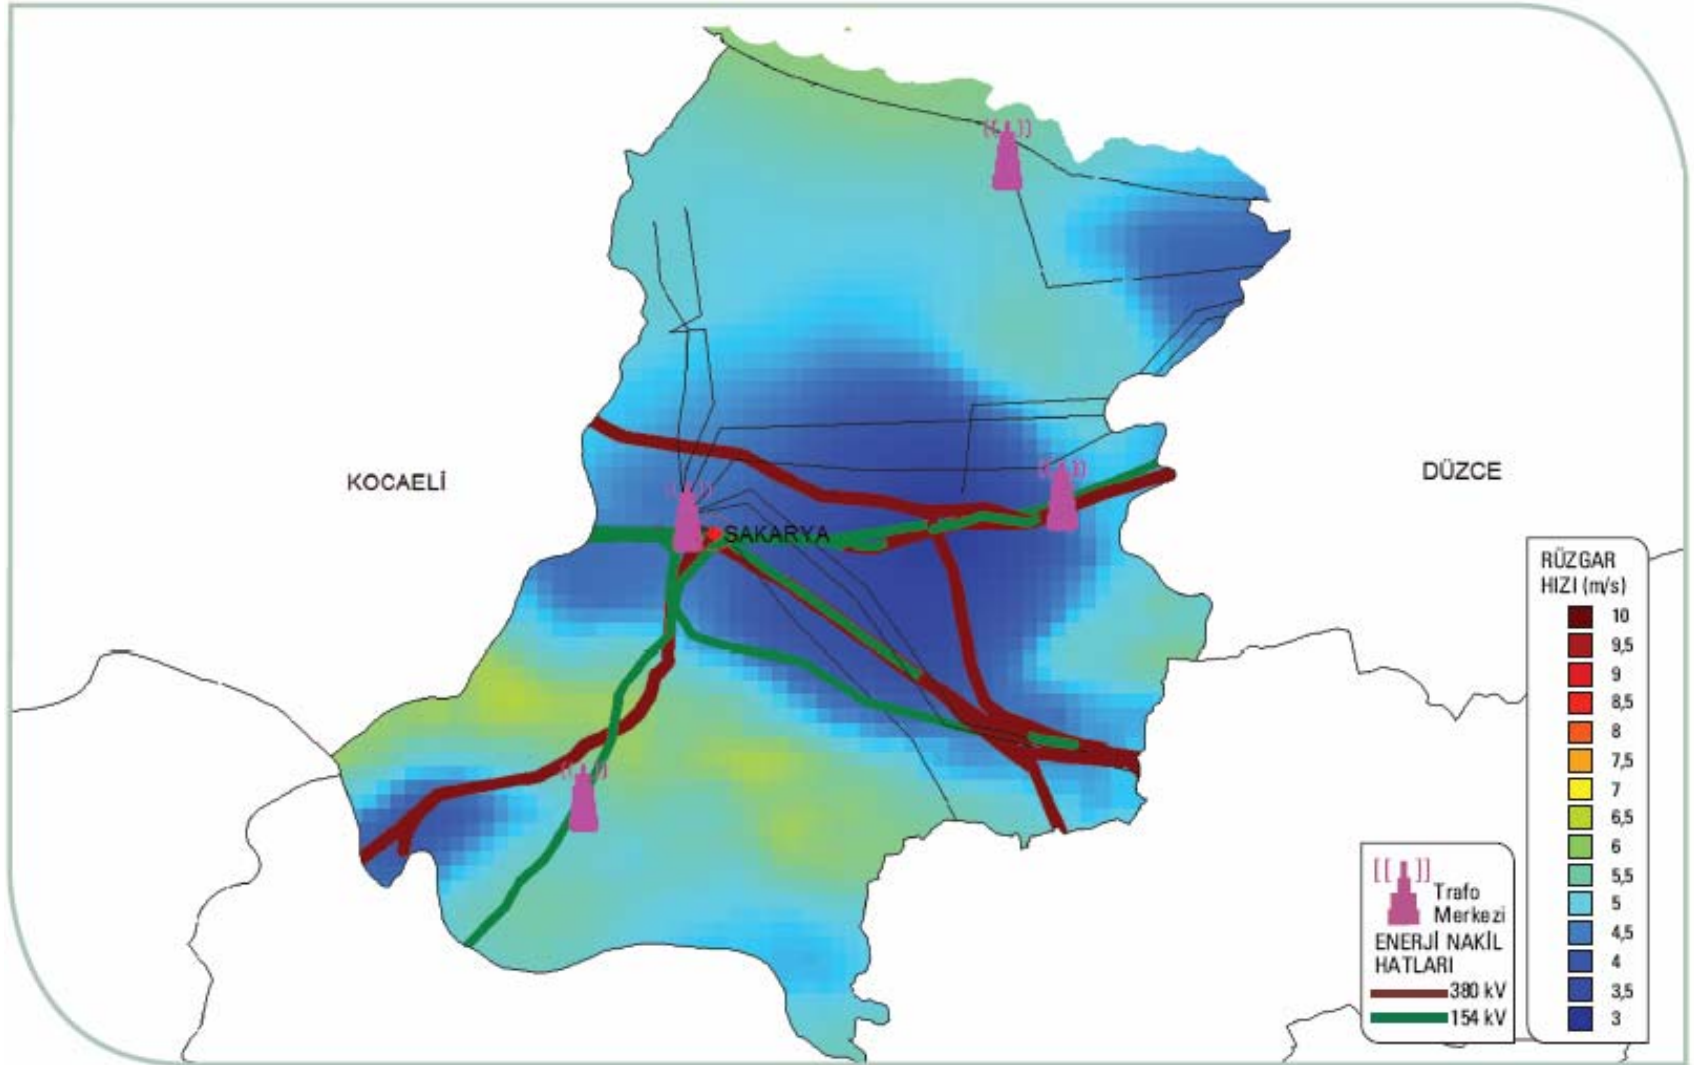 KOCAELİ
DÜZCE
SAKARYA
RÜZGAR
HIZI (m/s)
10
9,5
9
8,5
8
7,5
7
6,5
6
5,5
5
4,5
4
3,5
3
Trafo
Merkezi
ENERJİ NAKİL
HATLARI
380 kV
154 kV